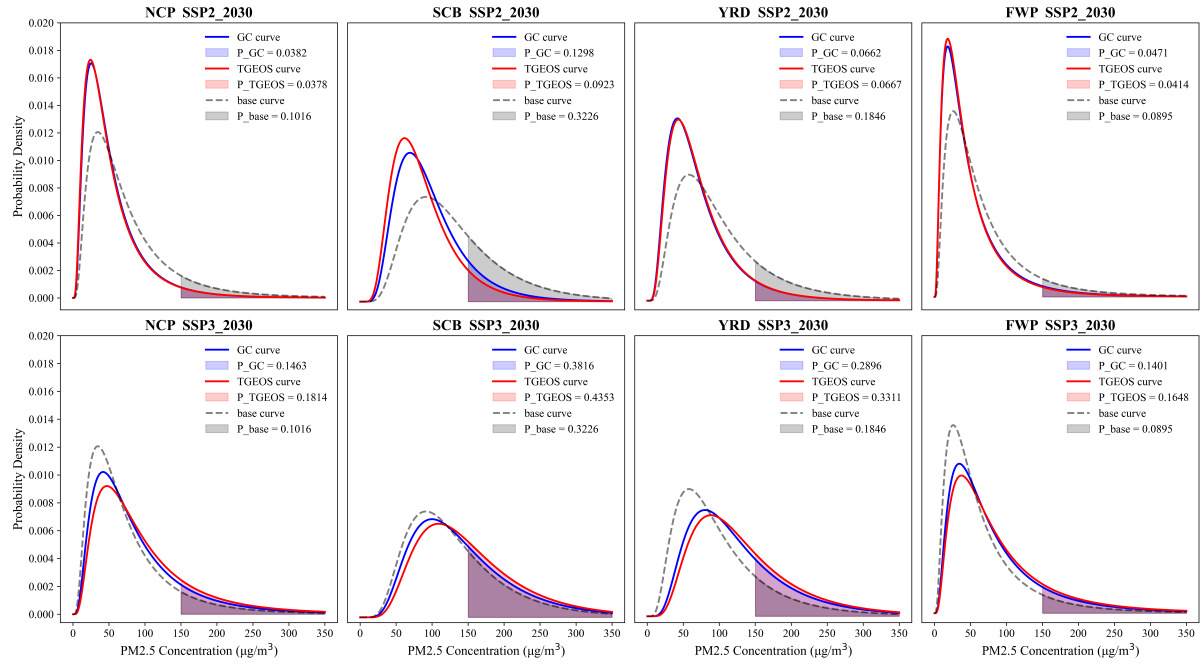 NCP SSP2_2030
SCB SSP2_2030
YRD SSP2_2030
FWP SSP2_2030
Probability Density
0.020
0.018
0.016
0.014
0.012
0.010
0.008
0.006
0.004
0.002
0.000
GC curve
P_GC = 0.0382
TGEOS curve
P_TGEOS = 0.0378
base curve
P_base = 0.1016
GC curve
P_GC = 0.1298
TGEOS curve
P_TGEOS = 0.0923
base curve
P_base = 0.3226
GC curve
P_GC = 0.0662
TGEOS curve
P_TGEOS = 0.0667
base curve
P_base = 0.1846
GC curve
P_GC = 0.0471
TGEOS curve
P_TGEOS = 0.0414
base curve
P_base = 0.0895
NCP SSP3_2030
SCB SSP3_2030
YRD SSP3_2030
FWP SSP3_2030
Probability Density
0.020
0.018
0.016
0.014
0.012
0.010
0.008
0.006
0.004
0.002
0.000
GC curve
P_GC = 0.1463
TGEOS curve
P_TGEOS = 0.1814
base curve
P_base = 0.1016
GC curve
P_GC = 0.3816
TGEOS curve
P_TGEOS = 0.4353
base curve
P_base = 0.3226
GC curve
P_GC = 0.2896
TGEOS curve
P_TGEOS = 0.3311
base curve
P_base = 0.1846
GC curve
P_GC = 0.1401
TGEOS curve
P_TGEOS = 0.1648
base curve
P_base = 0.0895
0 50 100 150 200 250 300 350
0 50 100 150 200 250 300 350
0 50 100 150 200 250 300 350
0 50 100 150 200 250 300 350
PM2.5 Concentration (μg/m³)
PM2.5 Concentration (μg/m³)
PM2.5 Concentration (μg/m³)
PM2.5 Concentration (μg/m³)